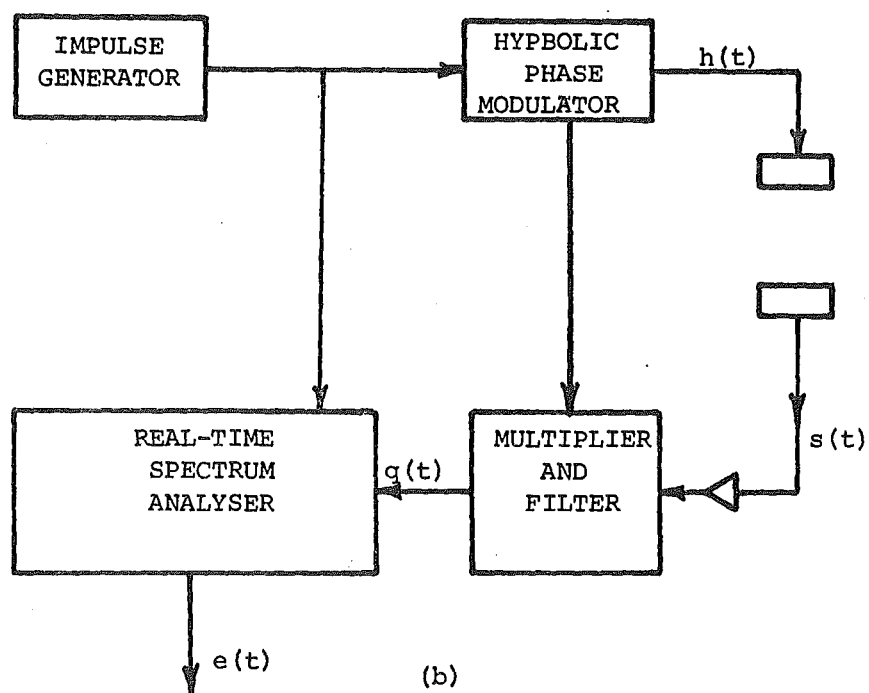 IMPULSE
GENERATOR
HYPBOLIC
PHASE
MODULATOR
h(t)
s(t)
REAL-TIME
SPECTRUM
ANALYSER
q(t)
MULTIPLIER
AND
FILTER
e(t)
(b)